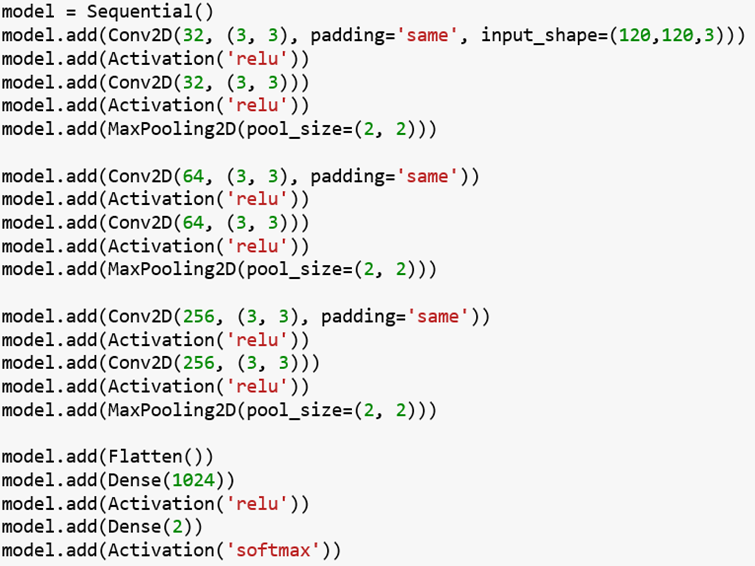 model = Sequential()
model.add(Conv2D(32, (3, 3), padding='same', input_shape=(120,120,3)))
model.add(Activation('relu'))
model.add(Conv2D(32, (3, 3)))
model.add(Activation('relu'))
model.add(MaxPooling2D(pool_size=(2, 2)))

model.add(Conv2D(64, (3, 3), padding='same'))
model.add(Activation('relu'))
model.add(Conv2D(64, (3, 3)))
model.add(Activation('relu'))
model.add(MaxPooling2D(pool_size=(2, 2)))

model.add(Conv2D(256, (3, 3), padding='same'))
model.add(Activation('relu'))
model.add(Conv2D(256, (3, 3)))
model.add(Activation('relu'))
model.add(MaxPooling2D(pool_size=(2, 2)))

model.add(Flatten())
model.add(Dense(1024))
model.add(Activation('relu'))
model.add(Dense(2))
model.add(Activation('softmax'))